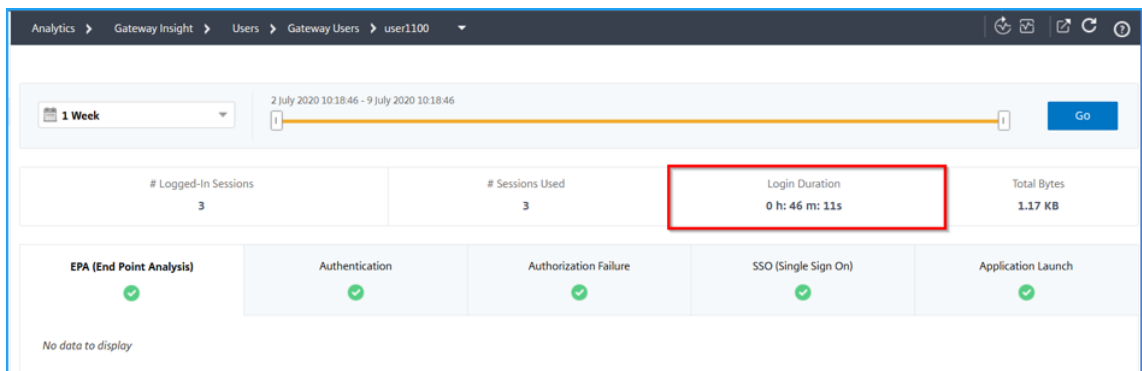 Analytics > Gateway Insight > Users > Gateway Users > user1100
1 Week
2 July 2020 10:18:46 - 9 July 2020 10:18:46
Go
# Logged-In Sessions
3
# Sessions Used
3
Login Duration
0 h: 46 m: 11s
Total Bytes
1.17 KB
EPA (End Point Analysis)
Authentication
Authorization Failure
SSO (Single Sign On)
Application Launch
No data to display